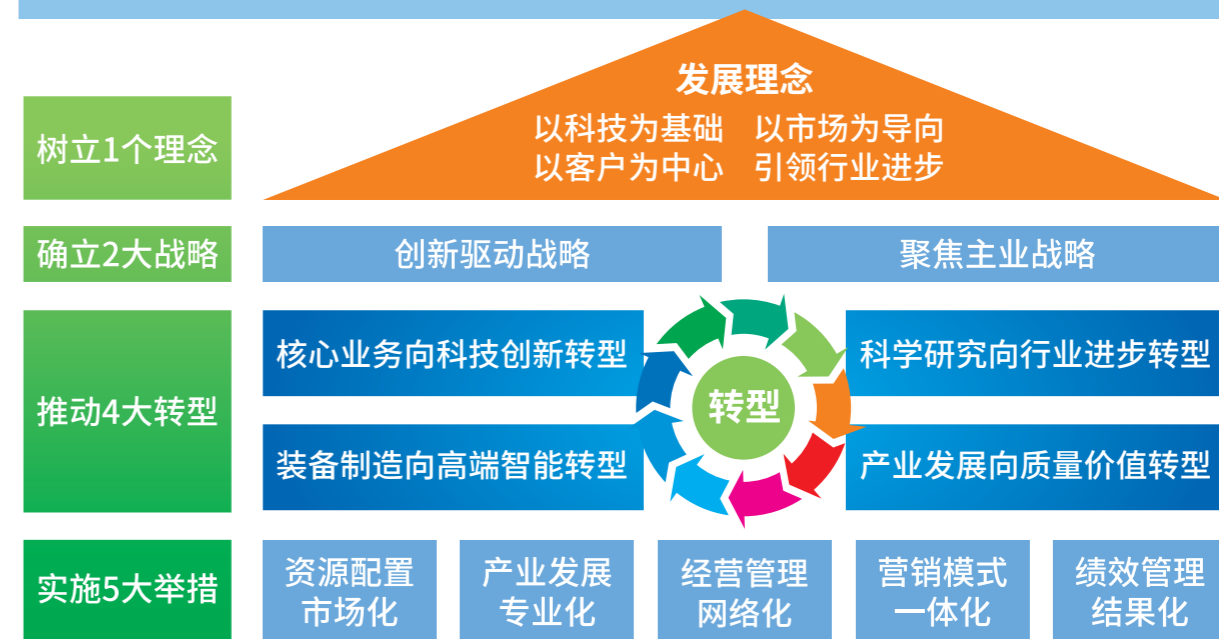 发展理念
树立1个理念
以科技为基础 以市场为导向
以客户为中心 引领行业进步
确立2大战略
创新驱动战略
聚焦主业战略
推动4大转型
核心业务向科技创新转型
科学研究向行业进步转型
转型
装备制造向高端智能转型
产业发展向质量价值转型
实施5大举措
资源配置
市场化
产业发展
专业化
经营管理
网络化
营销模式
一体化
绩效管理
结果化